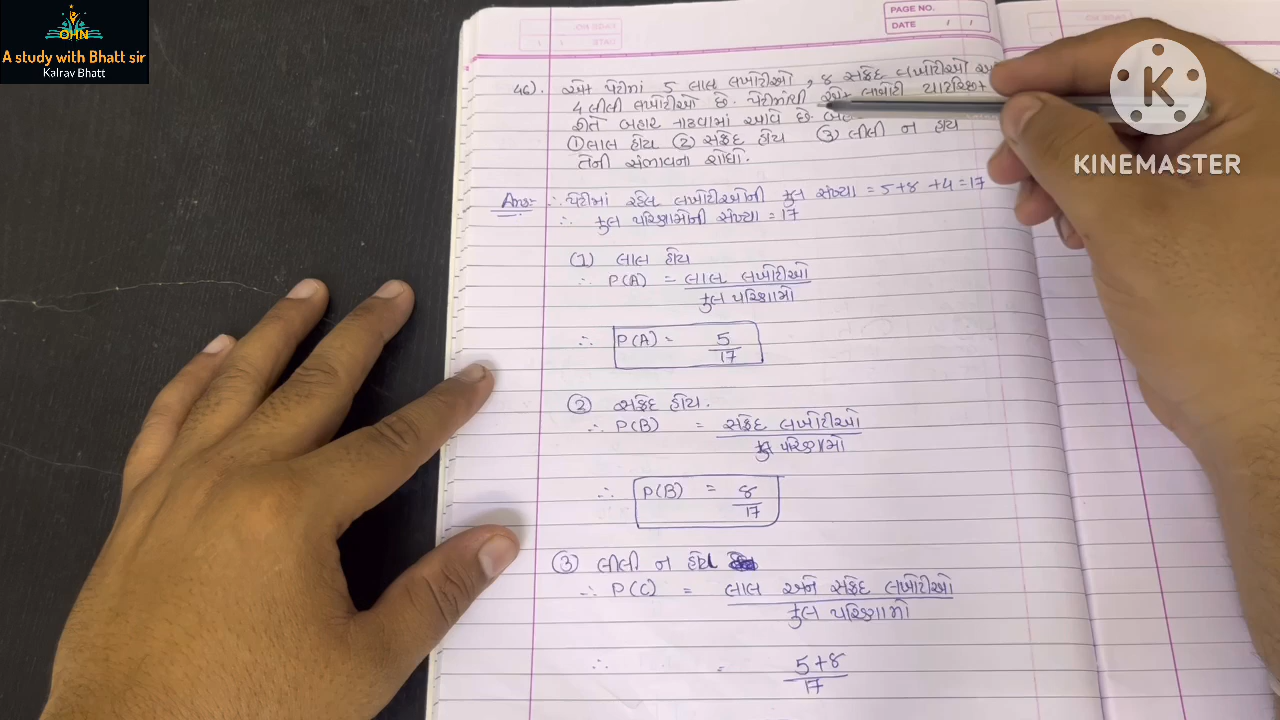 OHN
A study with Bhatt sir
Kalrav Bhatt
PAGE NO.
DATE / /
KINEMASTER
46). એક પેટીમાં 5 લાલ લખોટીઓ, 8 સફેદ લખોટીઓ
4 લીલી લખોટીઓ છે. પેટીમાંથી એક લખોટી યાદચ્છિક
રીતે બહાર કાઢવામાં આવે છે.
① લાલ હોય ② સફેદ હોય ③ લીલી ન હોય
તેની સંભાવના શોધો.
Ans:- ∴ પેટીમાં રહેલ લખોટીઓની કુલ સંખ્યા = 5+8+4=17
∴ કુલ પરિણામોની સંખ્યા = 17
(1) લાલ હોય
∴ P(A) = લાલ લખોટીઓ
કુલ પરિણામો
∴ P(A) = 5
17
② સફેદ હોય.
∴ P(B) = સફેદ લખોટીઓ
કુલ પરિણામો
∴ P(B) = 8
17
③ લીલી ન હોય
∴ P(C) = લાલ અને સફેદ લખોટીઓ
કુલ પરિણામો
∴ = 5+8
17